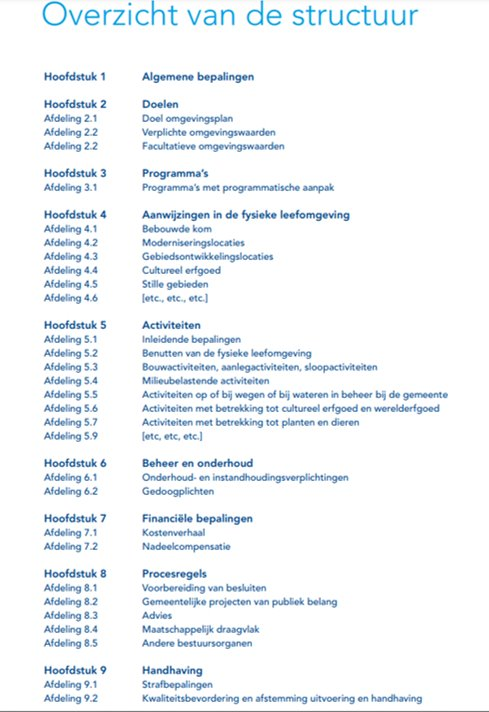 Overzicht van de structuur
Hoofdstuk 1 Algemene bepalingen
Hoofdstuk 2 Doelen
Afdeling 2.1 Doel omgevingsplan
Afdeling 2.2 Verplichte omgevingswaarden
Afdeling 2.2 Facultatieve omgevingswaarden
Hoofdstuk 3 Programma's
Afdeling 3.1 Programma's met programmatische aanpak
Hoofdstuk 4 Aanwijzingen in de fysieke leefomgeving
Afdeling 4.1 Bebouwde kom
Afdeling 4.2 Moderniseringslocaties
Afdeling 4.3 Gebiedsontwikkelingslocaties
Afdeling 4.4 Cultureel erfgoed
Afdeling 4.5 Stille gebieden
Afdeling 4.6 [etc., etc., etc.]
Hoofdstuk 5 Activiteiten
Afdeling 5.1 Inleidende bepalingen
Afdeling 5.2 Benutten van de fysieke leefomgeving
Afdeling 5.3 Bouwactiviteiten, aanlegactiviteiten, sloopactiviteiten
Afdeling 5.4 Milieubelastende activiteiten
Afdeling 5.5 Activiteiten op of bij wegen of bij wateren in beheer bij de gemeente
Afdeling 5.6 Activiteiten met betrekking tot cultureel erfgoed en werelderfgoed
Afdeling 5.7 Activiteiten met betrekking tot planten en dieren
Afdeling 5.9 [etc, etc, etc.]
Hoofdstuk 6 Beheer en onderhoud
Afdeling 6.1 Onderhoud- en instandhoudingsverplichtingen
Afdeling 6.2 Gedoogplichten
Hoofdstuk 7 Financiële bepalingen
Afdeling 7.1 Kostenverhaal
Afdeling 7.2 Nadeelcompensatie
Hoofdstuk 8 Procesregels
Afdeling 8.1 Voorbereiding van besluiten
Afdeling 8.2 Gemeentelijke projecten van publiek belang
Afdeling 8.3 Advies
Afdeling 8.4 Maatschappelijk draagvlak
Afdeling 8.5 Andere bestuursorganen
Hoofdstuk 9 Handhaving
Afdeling 9.1 Strafbepalingen
Afdeling 9.2 Kwaliteitsbevordering en afstemming uitvoering en handhaving